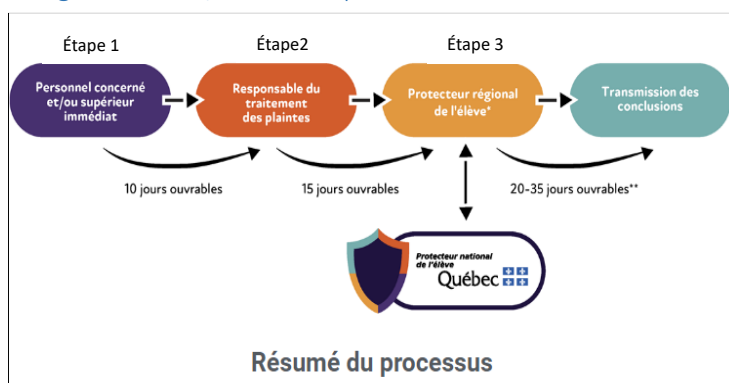 Étape 1
Étape2
Étape 3
Personnel concerné
et/ou supérieur
immédiat
Responsable du
traitement
des plaintes
Protecteur régional
de l'élève*
Transmission des
conclusions
10 jours ouvrables
15 jours ouvrables
20-35 jours ouvrables**
Protecteur national
de l'élève
Québec
Résumé du processus